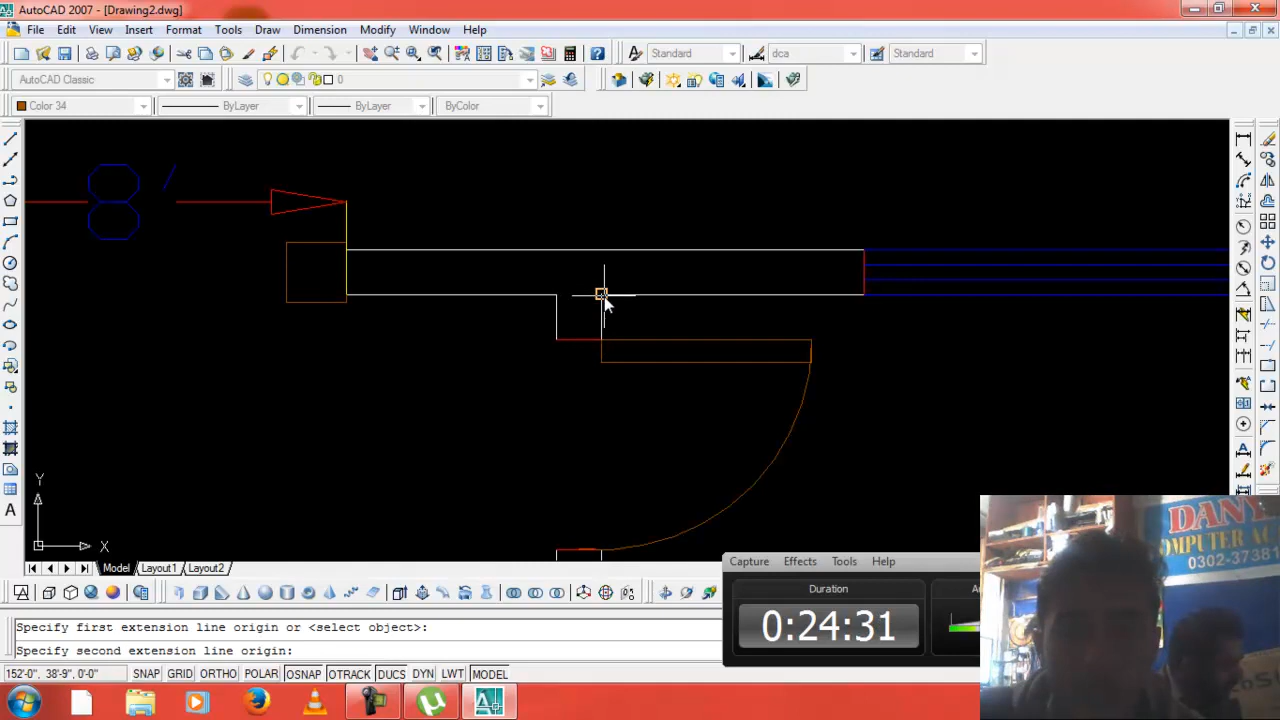 AutoCAD 2007 - [Drawing2.dwg]
File Edit View Insert Format Tools Draw Dimension Modify Window Help
Standard dca Standard
AutoCAD Classic 0
Color 34 ByLayer ByLayer ByColor
8'
Y
X
A
A
Model Layout1 Layout2
Capture Effects Tools Help
Duration
0:24:31
DANY
COMPUTER AC
0302-37381
Specify first extension line origin or <select object>:
Specify second extension line origin:
152'-0", 38'-9", 0'-0" SNAP GRID ORTHO POLAR OSNAP OTRACK DUCS DYN LWT MODEL